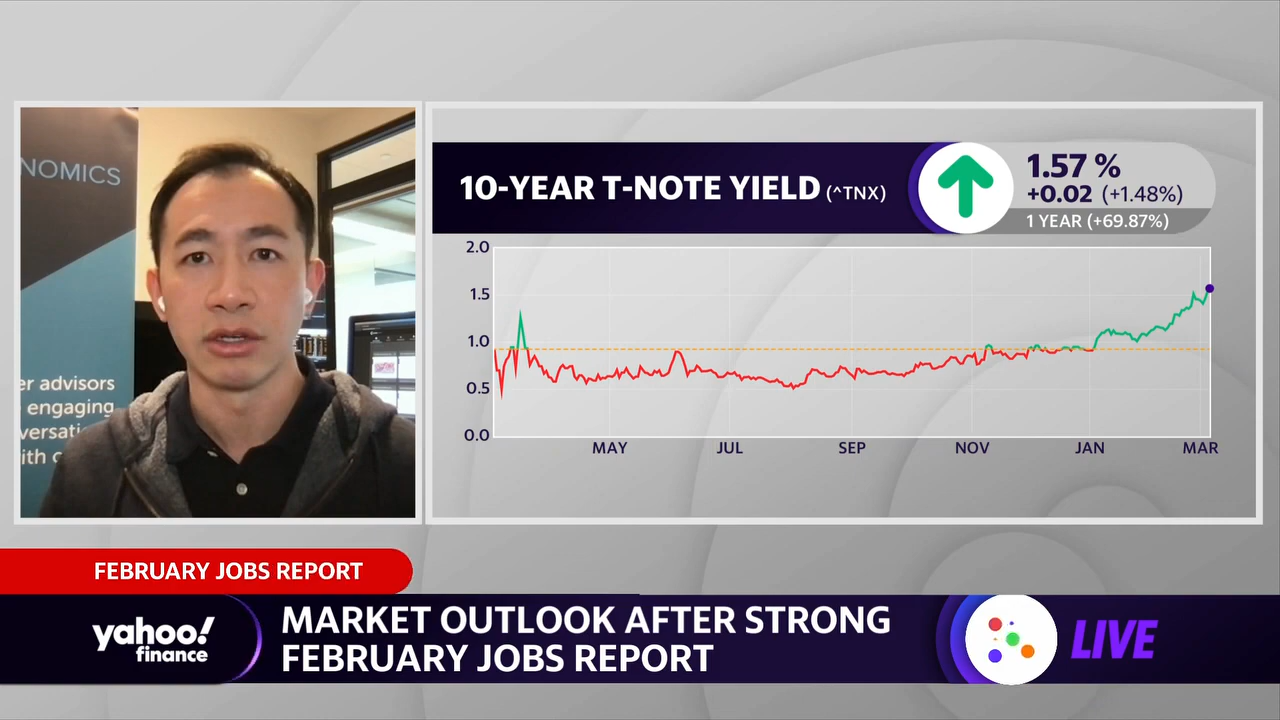 NOMICS
er advisors
engaging
versati
ith c
10-YEAR T-NOTE YIELD (^TNX)
1.57 %
+0.02 (+1.48%)
1 YEAR (+69.87%)
2.0
1.5
1.0
0.5
0.0
MAY JUL SEP NOV JAN MAR
FEBRUARY JOBS REPORT
yahoo!
finance
MARKET OUTLOOK AFTER STRONG
FEBRUARY JOBS REPORT
LIVE